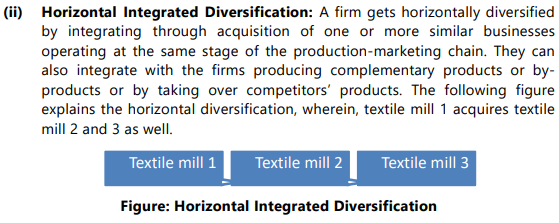 (ii) Horizontal Integrated Diversification: A firm gets horizontally diversified
by integrating through acquisition of one or more similar businesses
operating at the same stage of the production-marketing chain. They can
also integrate with the firms producing complementary products or by-
products or by taking over competitors’ products. The following figure
explains the horizontal diversification, wherein, textile mill 1 acquires textile
mill 2 and 3 as well.
Textile mill 1 Textile mill 2 Textile mill 3
Figure: Horizontal Integrated Diversification